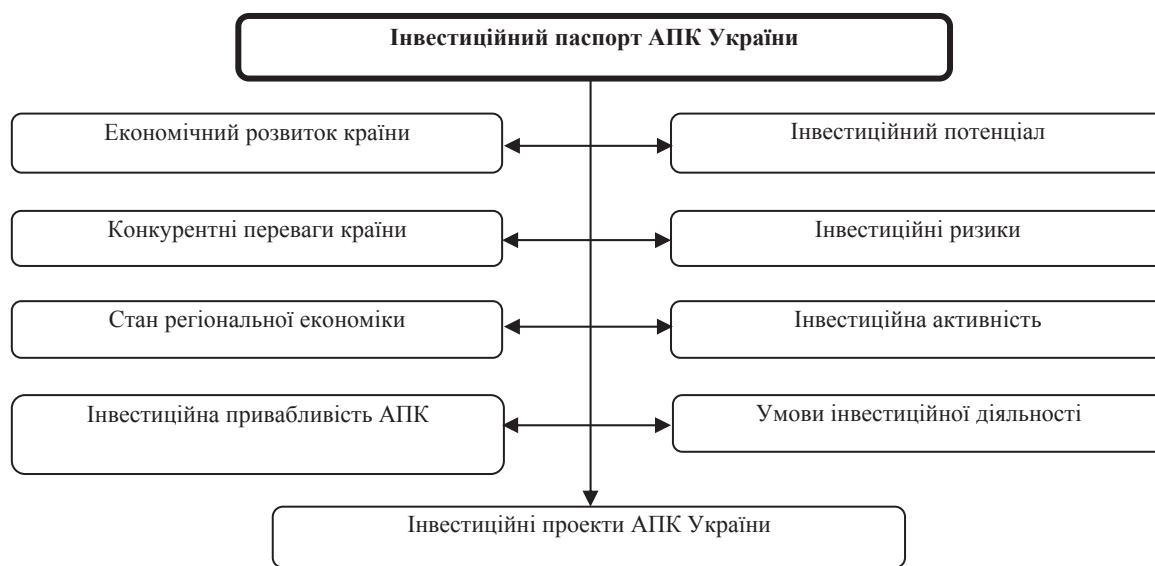 Інвестиційний паспорт АПК України
Економічний розвиток країни
Інвестиційний потенціал
Конкурентні переваги країни
Інвестиційні ризики
Стан регіональної економіки
Інвестиційна активність
Інвестиційна привабливість АПК
Умови інвестиційної діяльності
Інвестиційні проекти АПК України